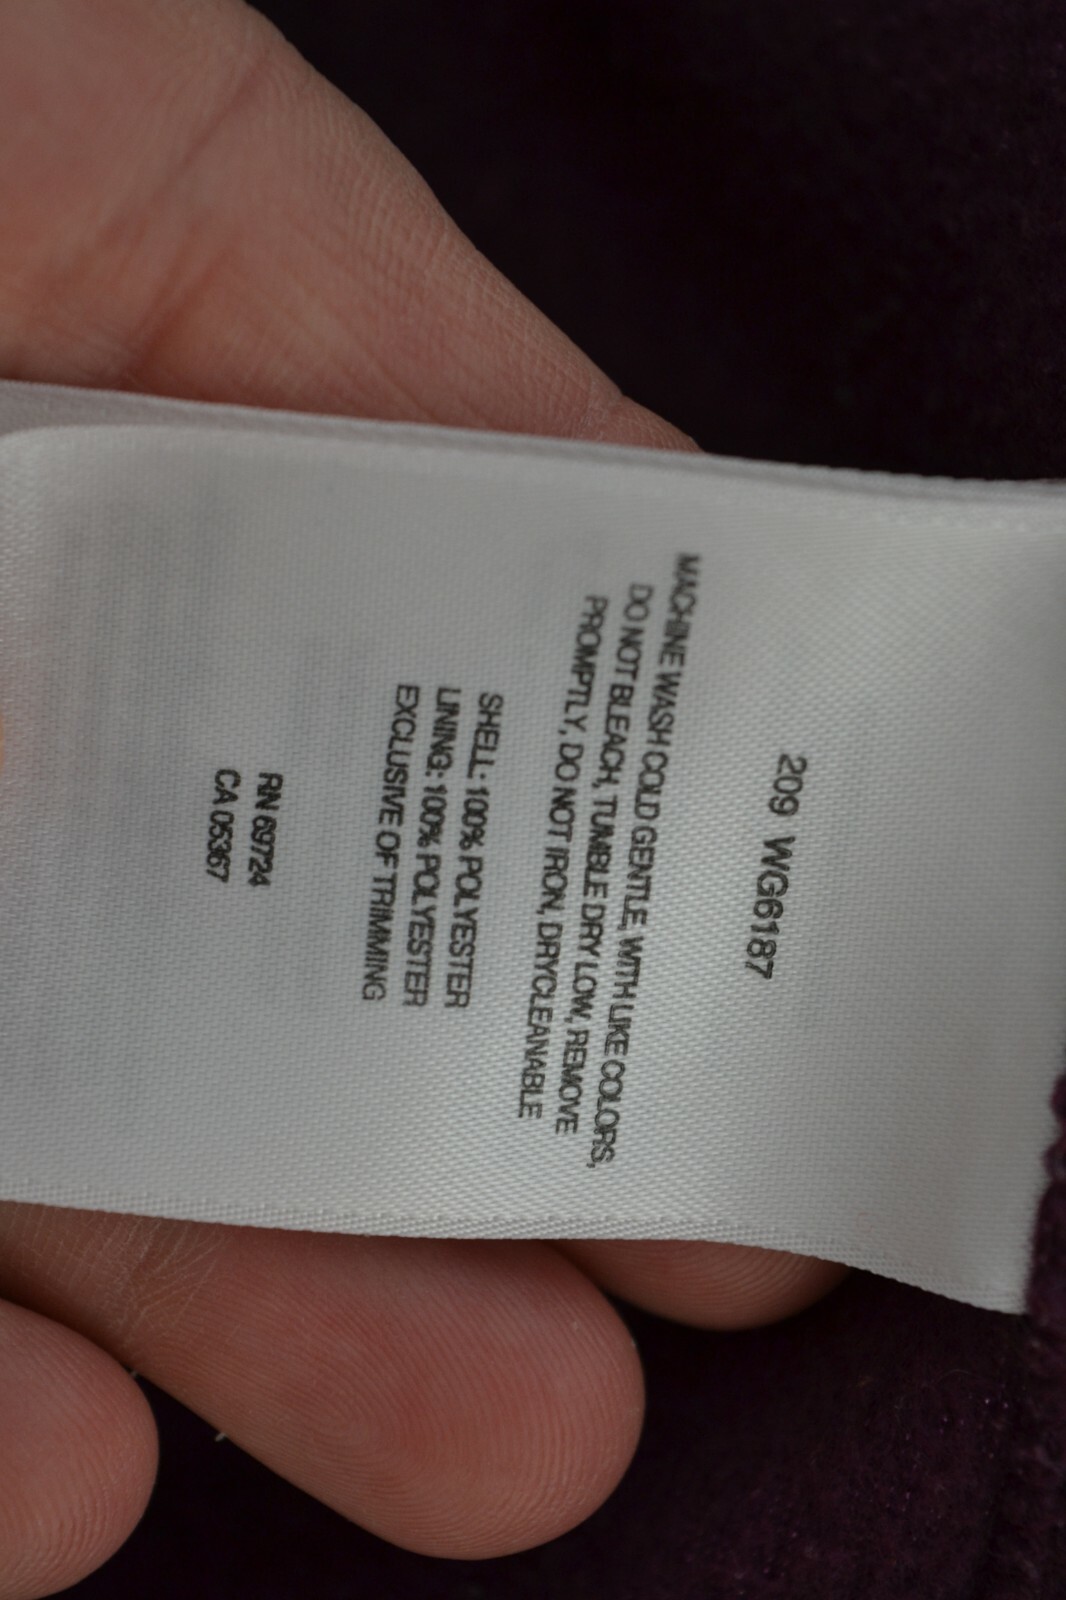 209 WG6187
MACHINE WASH COLD GENTLE, WITH LIKE COLORS,
DO NOT BLEACH, TUMBLE DRY LOW, REMOVE
PROMPTLY, DO NOT IRON, DRYCLEANABLE
SHELL: 100% POLYESTER
LINING: 100% POLYESTER
EXCLUSIVE OF TRIMMING
RN 69724
CA 05367